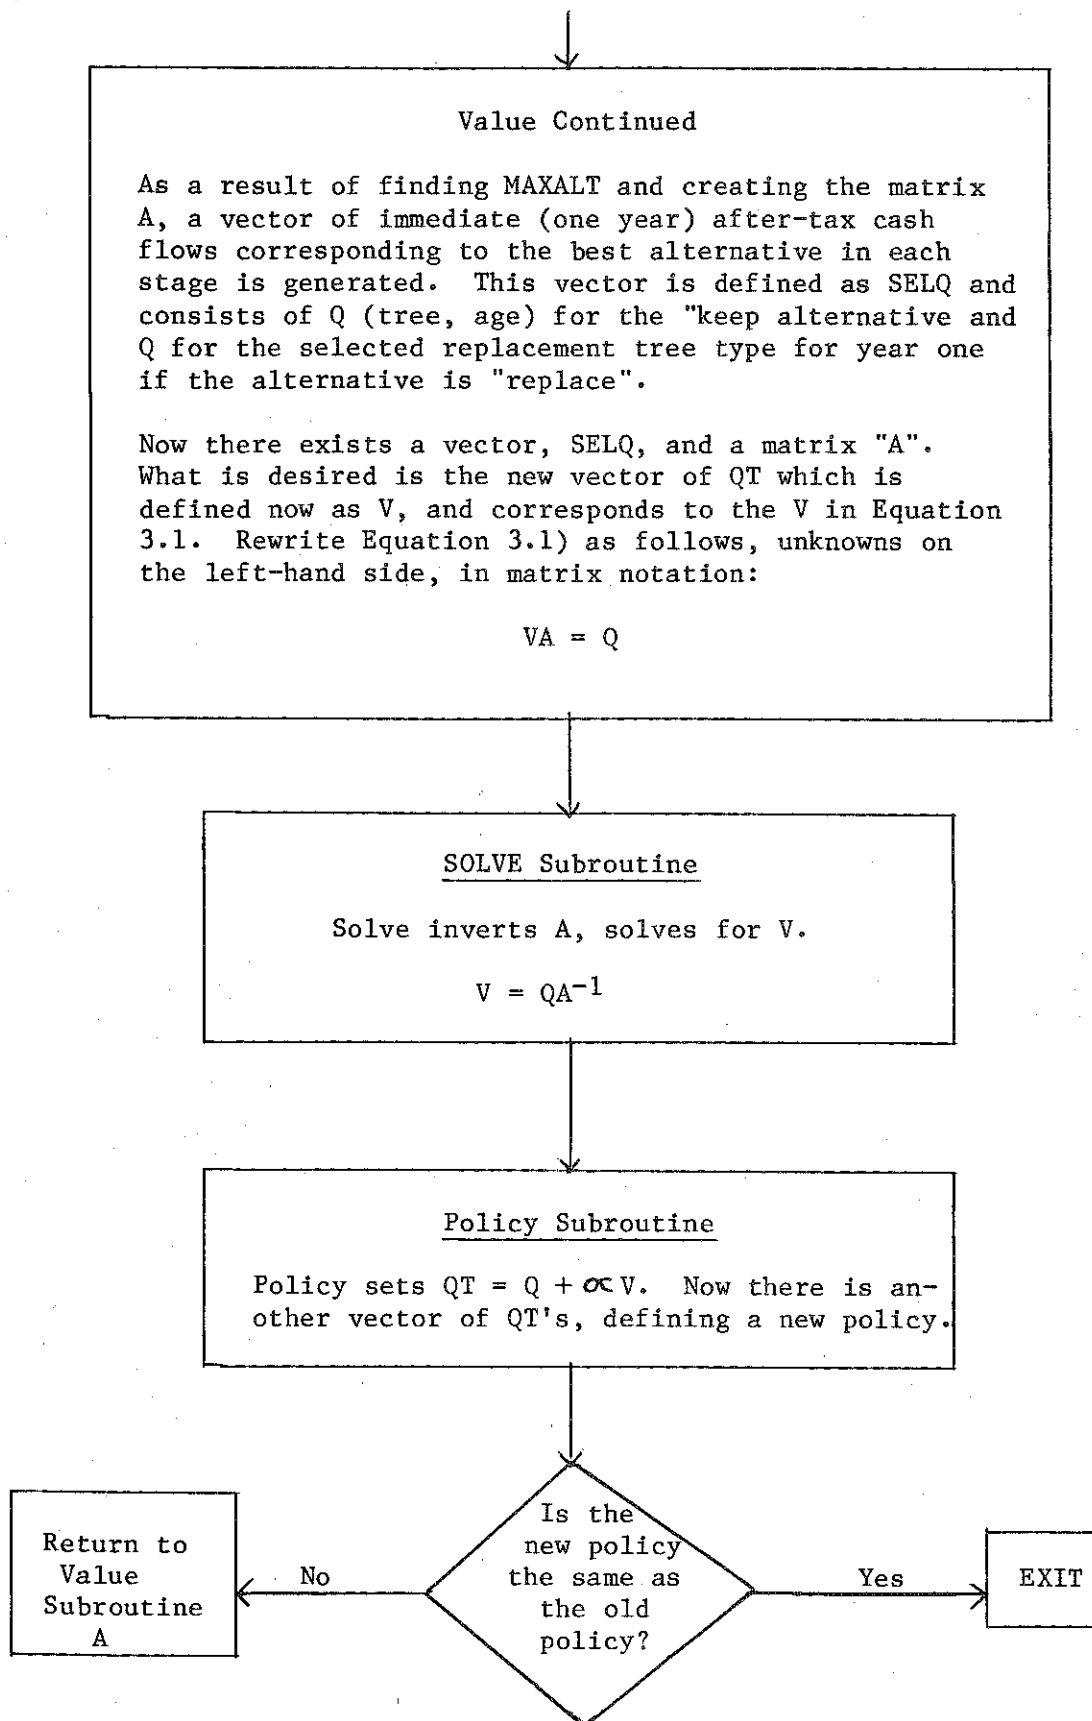 Value Continued
As a result of finding MAXALT and creating the matrix
A, a vector of immediate (one year) after-tax cash
flows corresponding to the best alternative in each
stage is generated.  This vector is defined as SELQ and
consists of Q (tree, age) for the "keep alternative and
Q for the selected replacement tree type for year one
if the alternative is "replace".
Now there exists a vector, SELQ, and a matrix "A".
What is desired is the new vector of QT which is
defined now as V, and corresponds to the V in Equation
3.1.  Rewrite Equation 3.1) as follows, unknowns on
the left-hand side, in matrix notation:
VA = Q
SOLVE Subroutine
Solve inverts A, solves for V.
V = QA⁻¹
Policy Subroutine
Policy sets QT = Q + ∝ V.  Now there is an-
other vector of QT's, defining a new policy.
Is the
new policy
the same as
the old
policy?
No
Return to
Value
Subroutine
A
Yes
EXIT